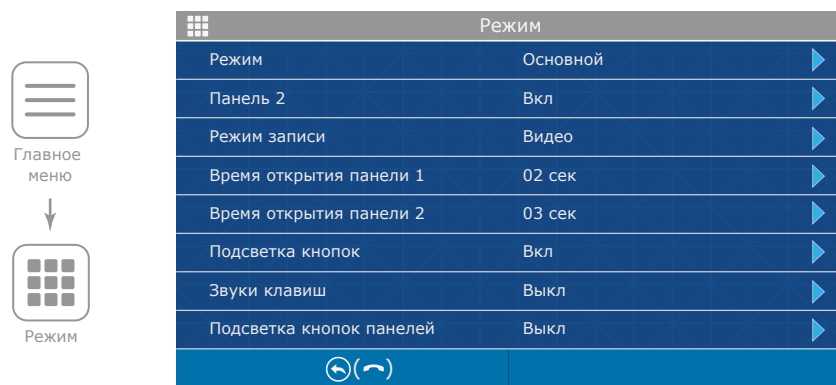 Главное
меню
Режим
Режим
Режим Основной
Панель 2 Вкл
Режим записи Видео
Время открытия панели 1 02 сек
Время открытия панели 2 03 сек
Подсветка кнопок Вкл
Звуки клавиш Выкл
Подсветка кнопок панелей Выкл